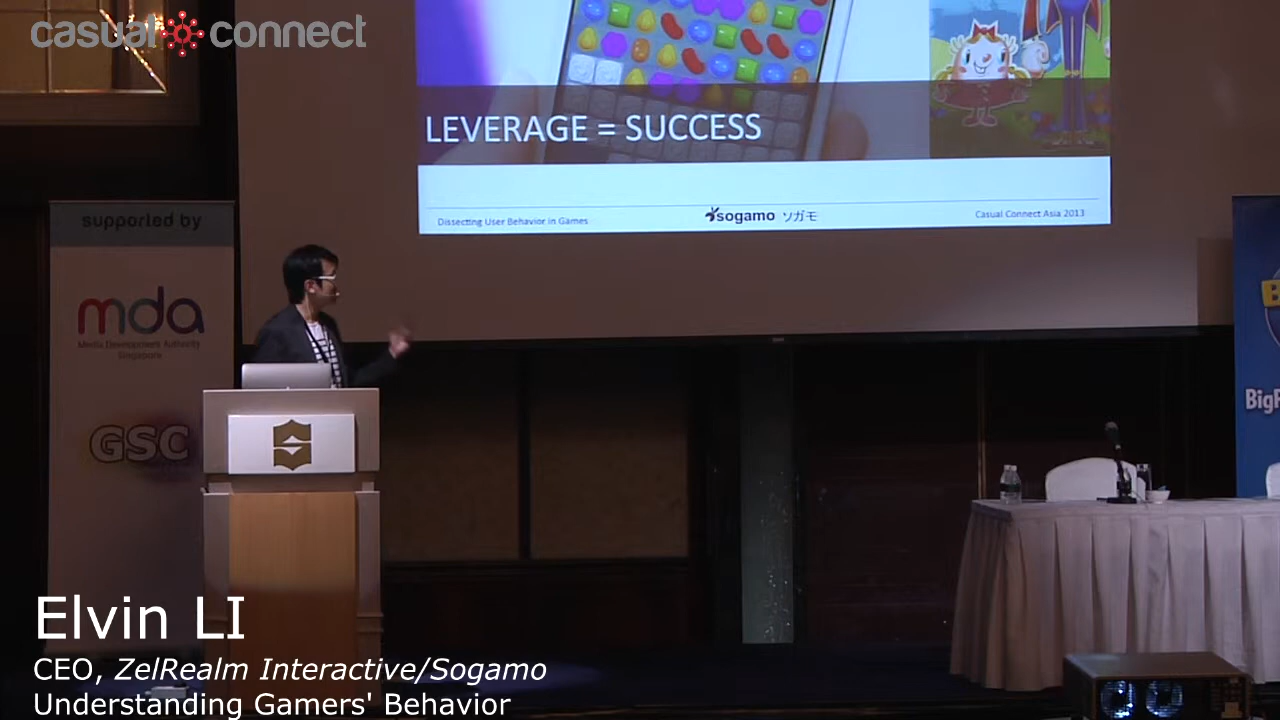 casual connect
LEVERAGE = SUCCESS
Dissecting User Behavior in Games
sogamo ソガモ
Casual Connect Asia 2013
supported by
mda
Media Development Authority
Singapore
GSC
Elvin LI
CEO, ZelRealm Interactive/Sogamo
Understanding Gamers' Behavior